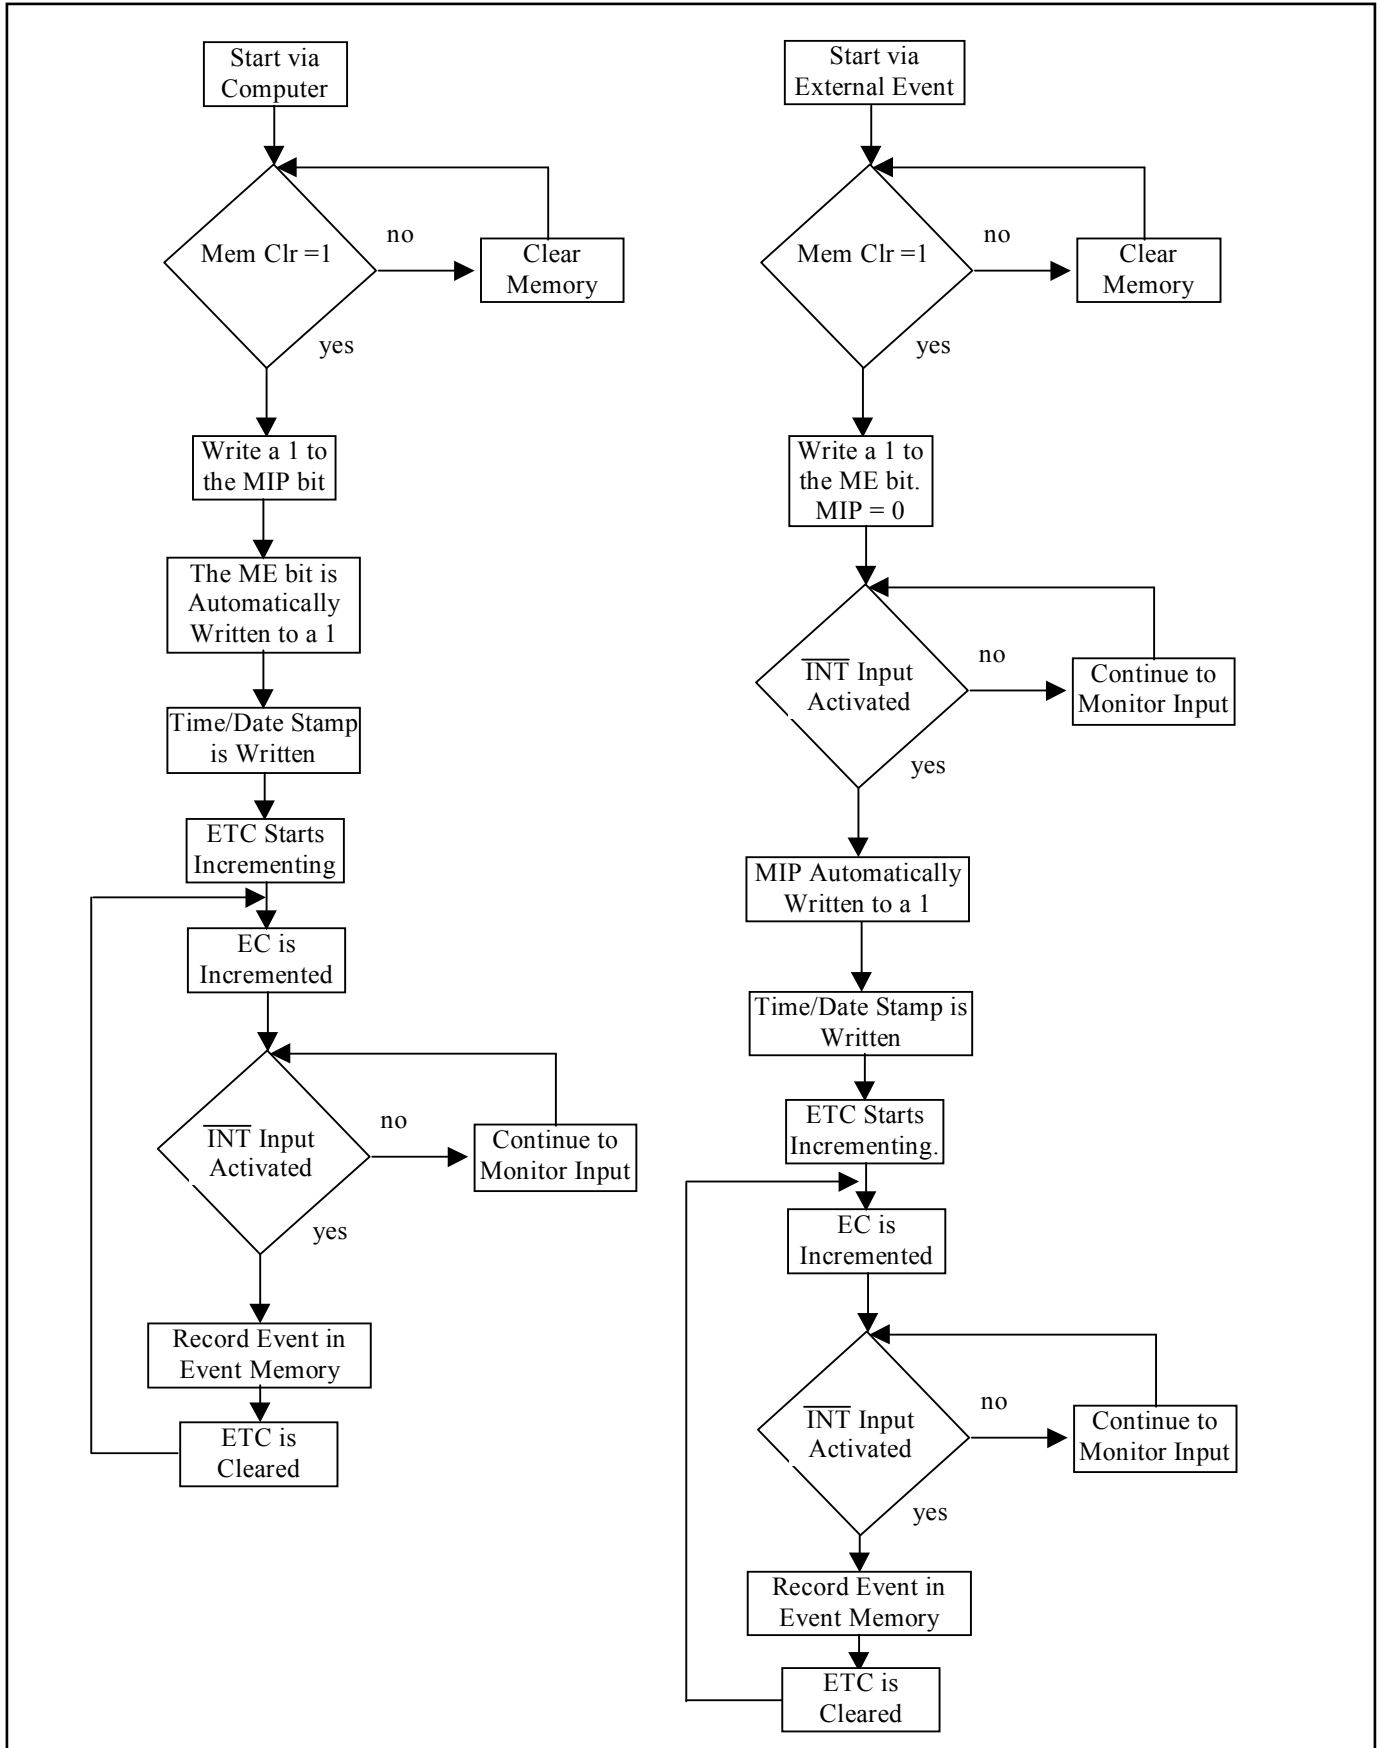 Start via
Computer
Mem Clr =1
no
Clear
Memory
yes
Write a 1 to
the MIP bit
The ME bit is
Automatically
Written to a 1
Time/Date Stamp
is Written
ETC Starts
Incrementing
EC is
Incremented
I̅N̅T̅ Input
Activated
no
Continue to
Monitor Input
yes
Record Event in
Event Memory
ETC is
Cleared
Start via
External Event
Mem Clr =1
no
Clear
Memory
yes
Write a 1 to
the ME bit.
MIP = 0
I̅N̅T̅ Input
Activated
no
Continue to
Monitor Input
yes
MIP Automatically
Written to a 1
Time/Date Stamp is
Written
ETC Starts
Incrementing.
EC is
Incremented
I̅N̅T̅ Input
Activated
no
Continue to
Monitor Input
yes
Record Event in
Event Memory
ETC is
Cleared